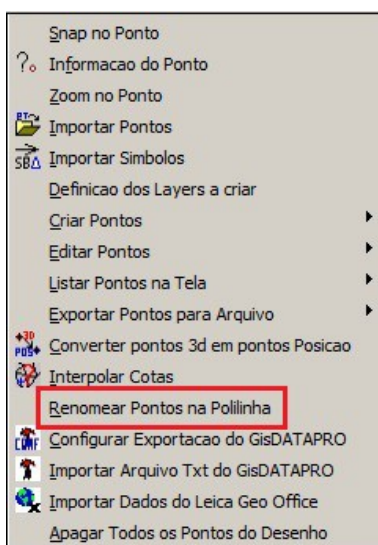 Snap no Ponto
Informacao do Ponto
Zoom no Ponto
Importar Pontos
Importar Simbolos
Definicao dos Layers a criar
Criar Pontos
Editar Pontos
Listar Pontos na Tela
Exportar Pontos para Arquivo
Converter pontos 3d em pontos Posicao
Interpolar Cotas
Renomear Pontos na Polilinha
Configurar Exportacao do GisDATAPRO
Importar Arquivo Txt do GisDATAPRO
Importar Dados do Leica Geo Office
Apagar Todos os Pontos do Desenho